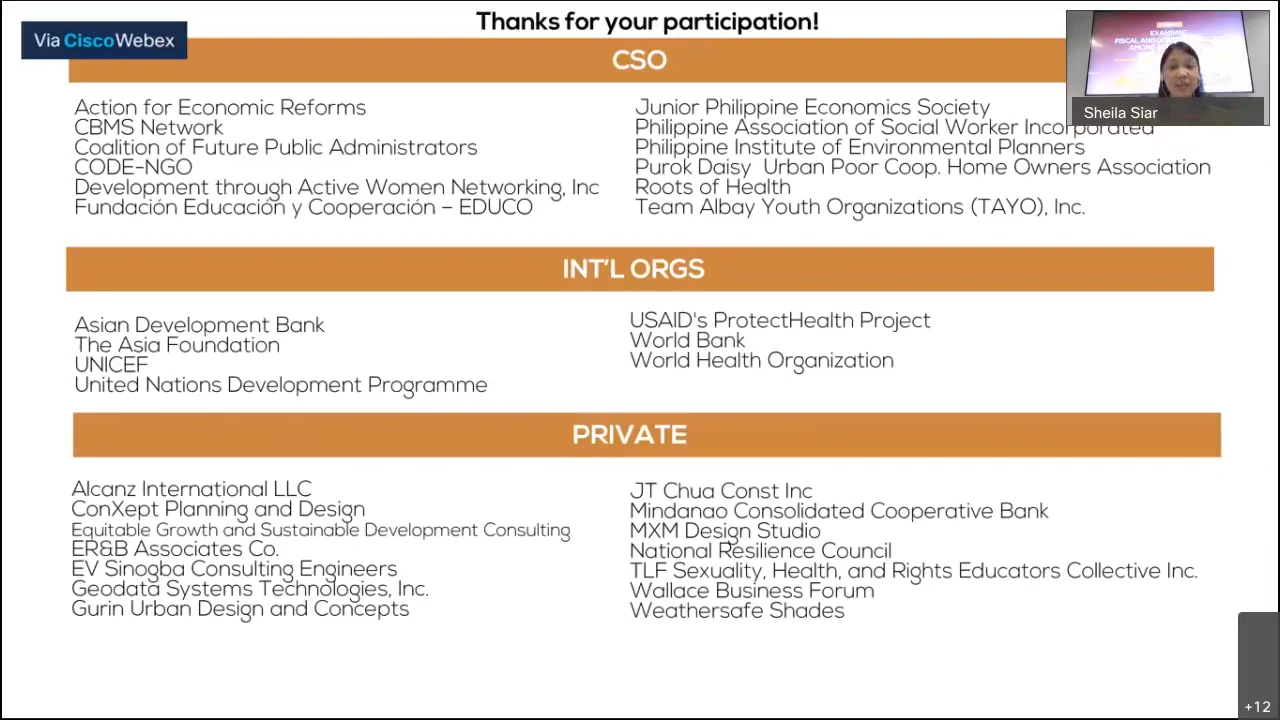 Thanks for your participation!
Via CiscoWebex
CSO
Action for Economic Reforms
CBMS Network
Coalition of Future Public Administrators
CODE-NGO
Development through Active Women Networking, Inc
Fundación Educación y Cooperación – EDUCO
Junior Philippine Economics Society
Philippine Association of Social Worker Incorporated
Philippine Institute of Environmental Planners
Purok Daisy Urban Poor Coop. Home Owners Association
Roots of Health
Team Albay Youth Organizations (TAYO), Inc.
Sheila Siar
INT'L ORGS
Asian Development Bank
The Asia Foundation
UNICEF
United Nations Development Programme
USAID's ProtectHealth Project
World Bank
World Health Organization
PRIVATE
Alcanz International LLC
ConXept Planning and Design
Equitable Growth and Sustainable Development Consulting
ER&B Associates Co.
EV Sinogba Consulting Engineers
Geodata Systems Technologies, Inc.
Gurin Urban Design and Concepts
JT Chua Const Inc
Mindanao Consolidated Cooperative Bank
MXM Design Studio
National Resilience Council
TLF Sexuality, Health, and Rights Educators Collective Inc.
Wallace Business Forum
Weathersafe Shades
+12